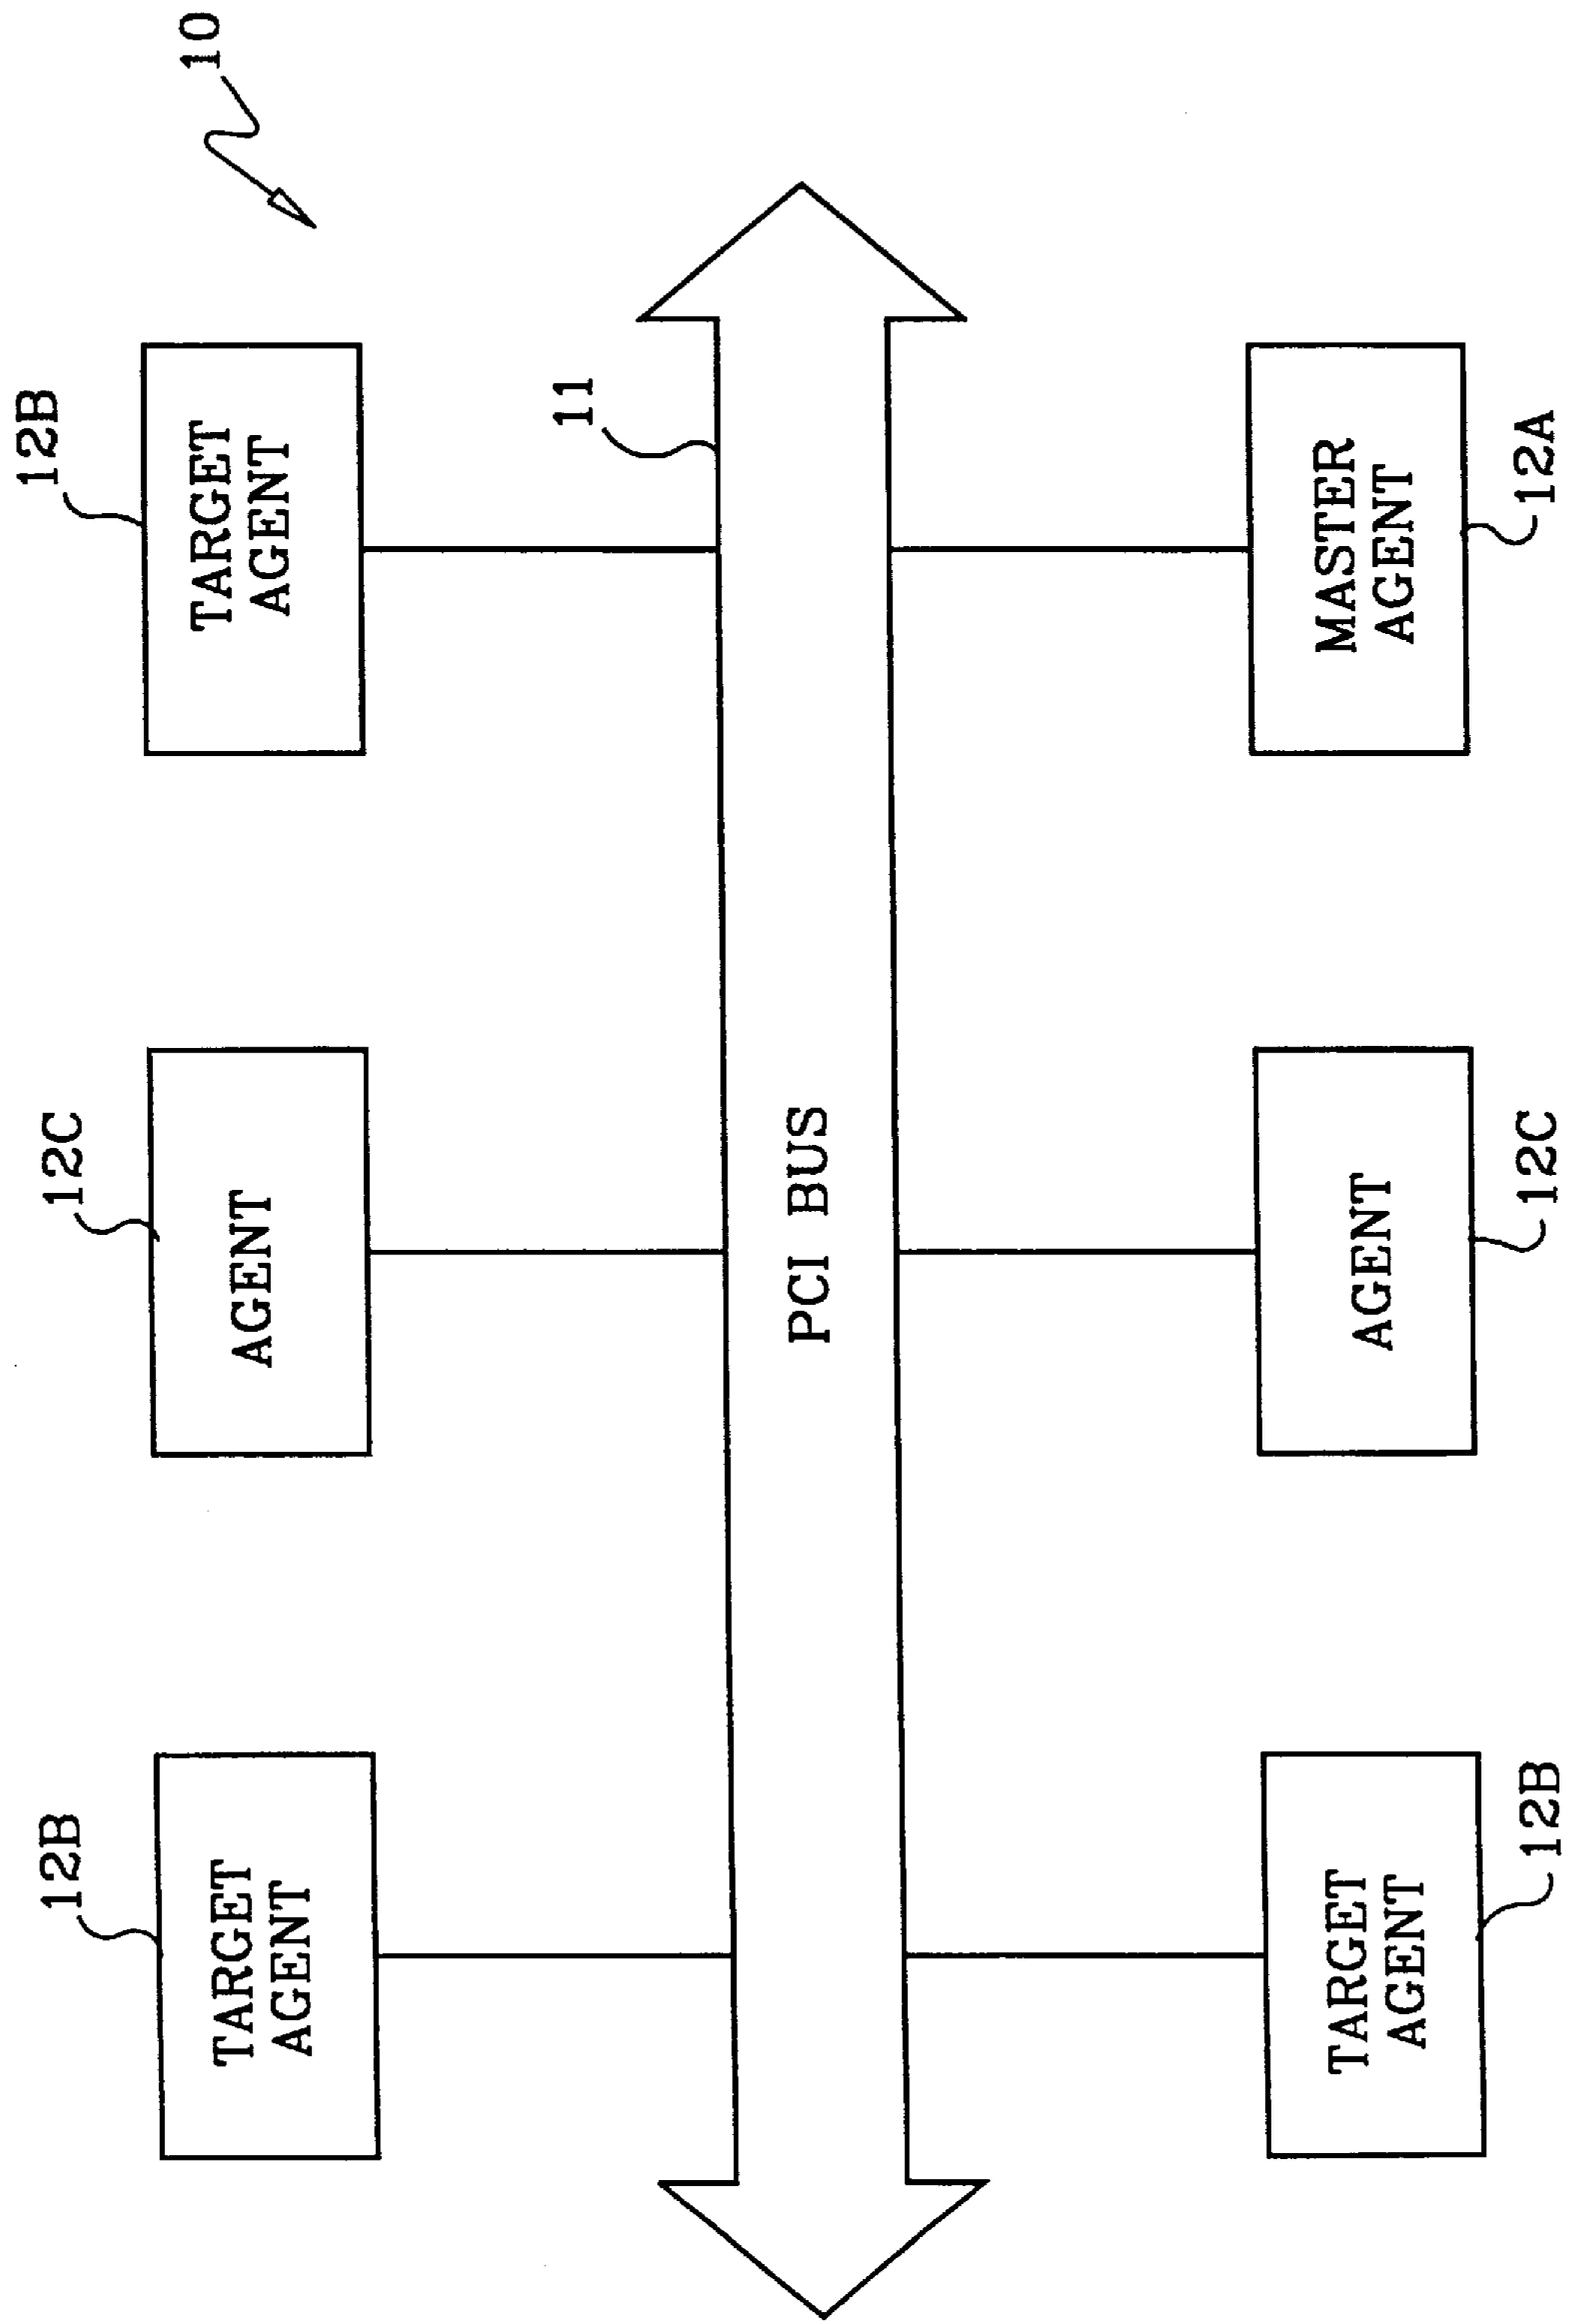 12B
12C
12B
10
TARGET
AGENT
AGENT
TARGET
AGENT
11
PCI BUS
TARGET
AGENT
AGENT
MASTER
AGENT
12B
12C
12A